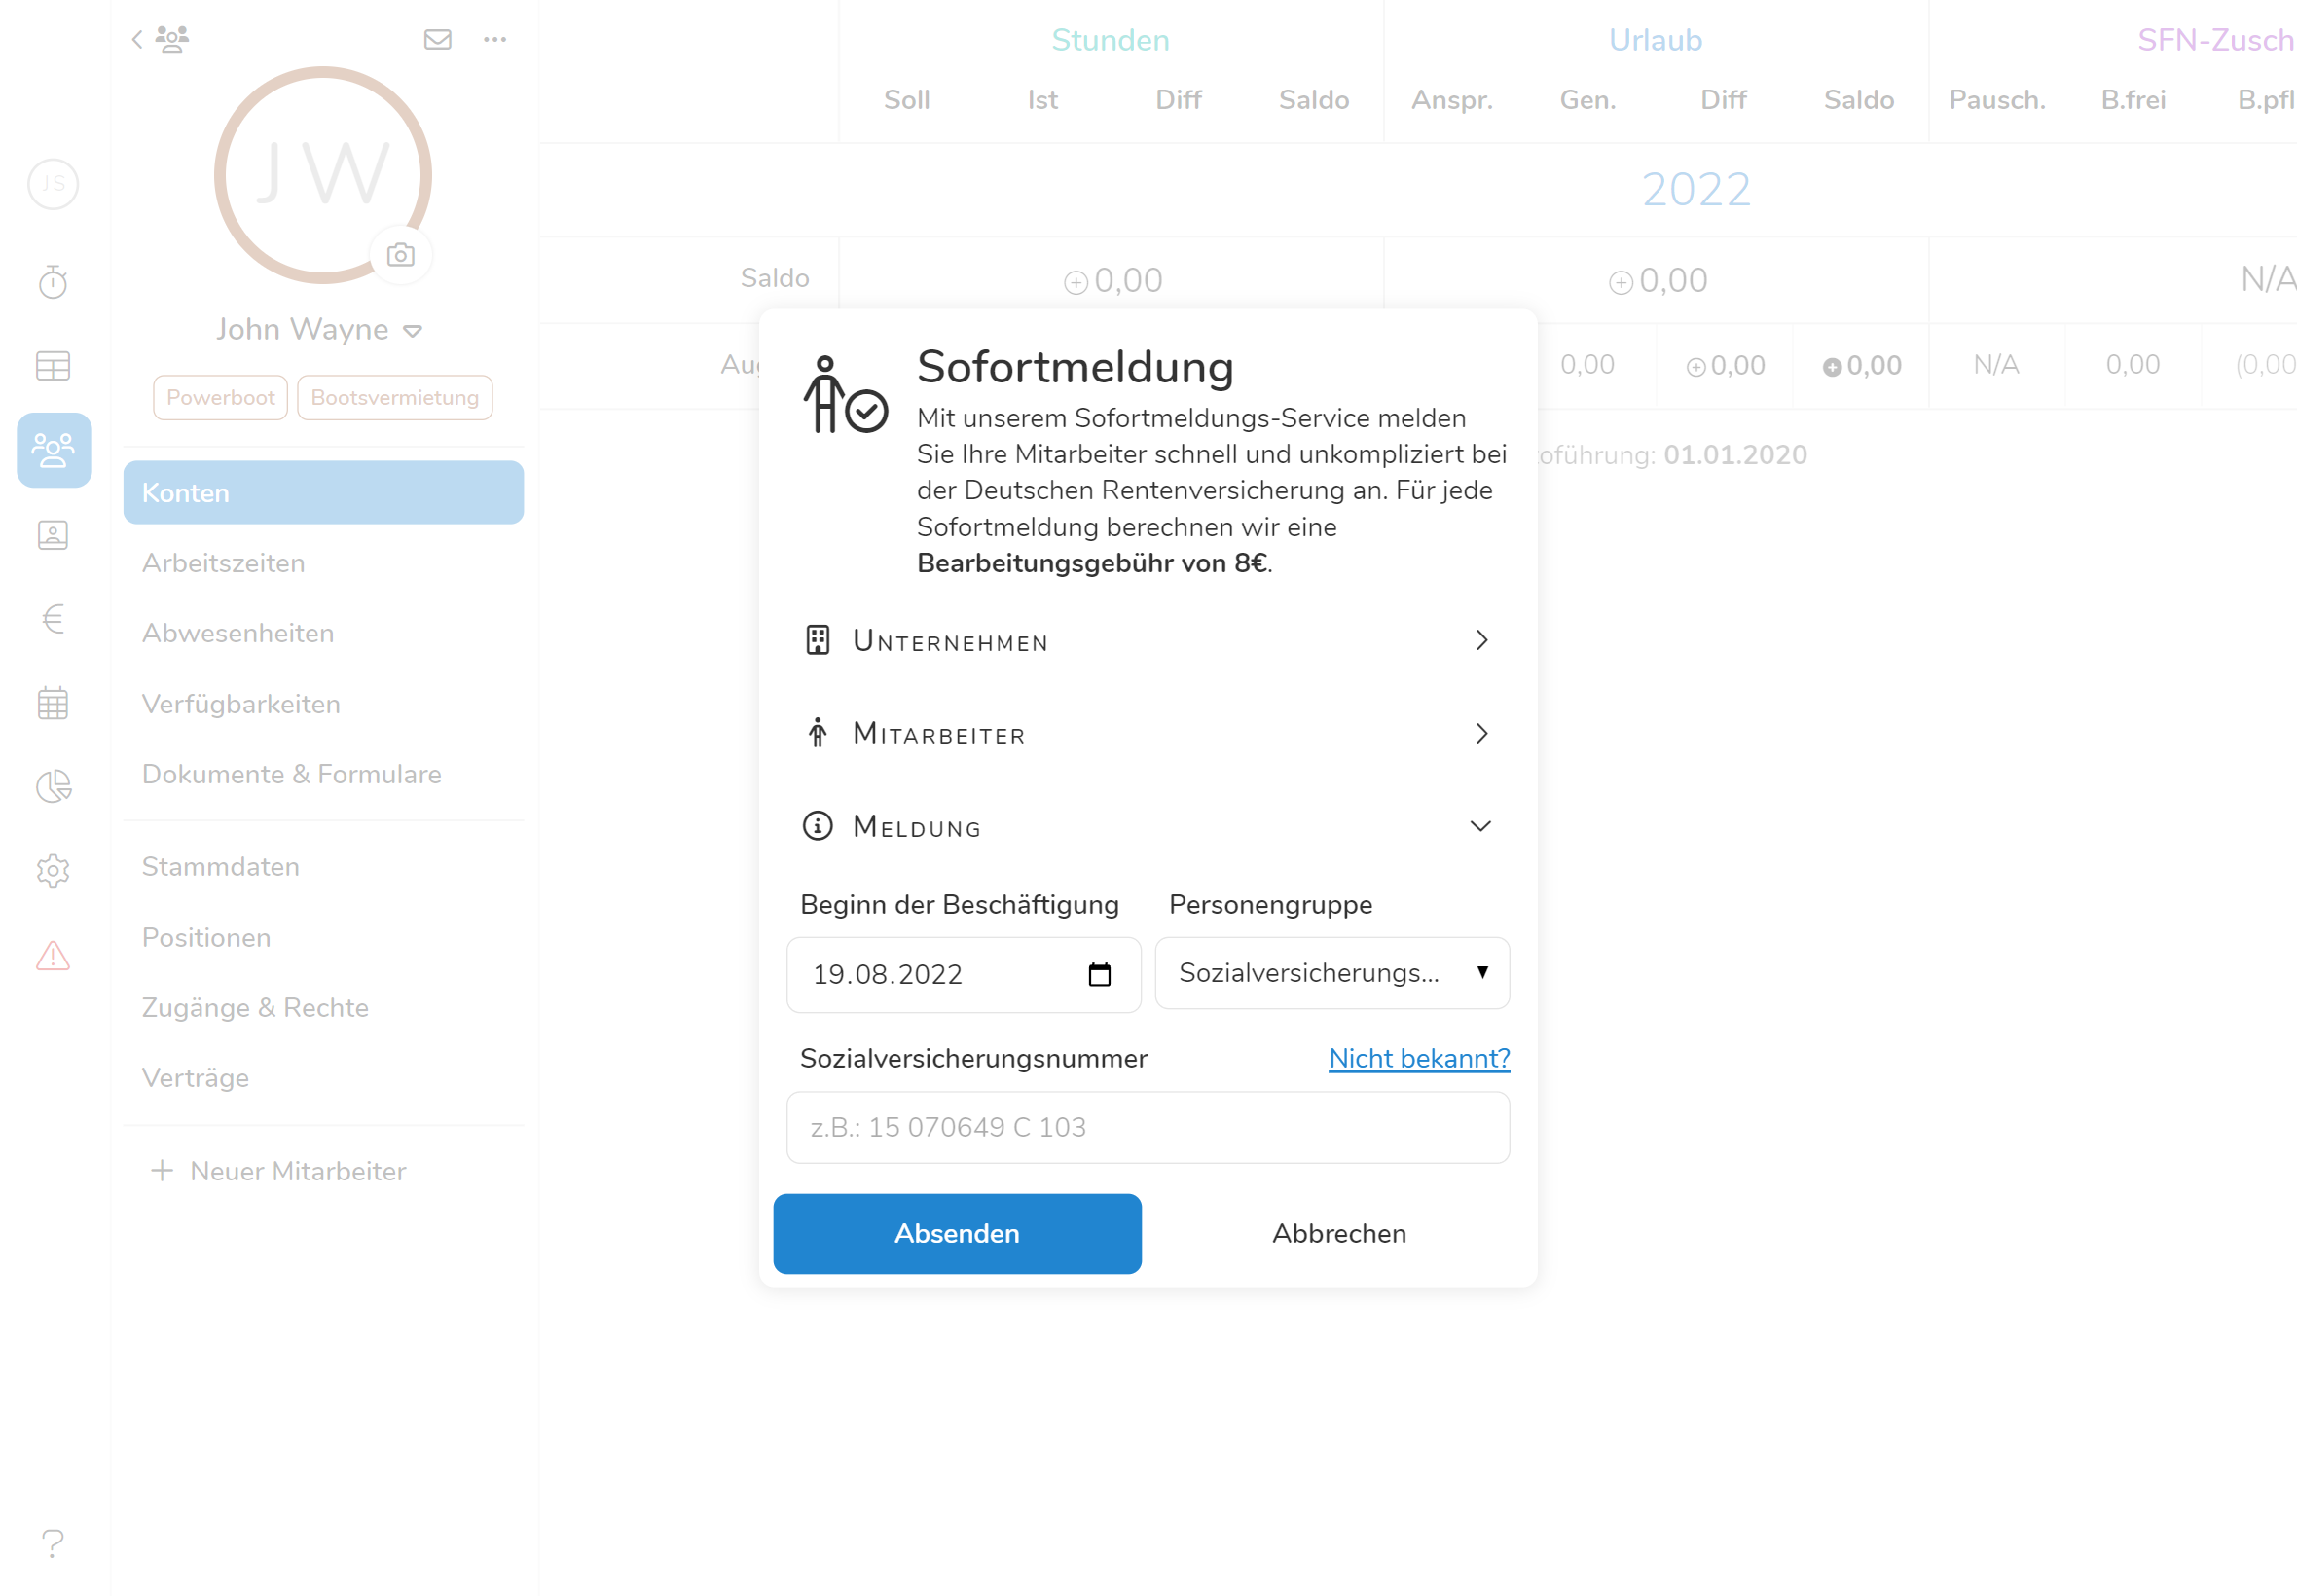 JS
JW
John Wayne
Powerboot
Bootsvermietung
Konten
Arbeitszeiten
Abwesenheiten
Verfügbarkeiten
Dokumente & Formulare
Stammdaten
Positionen
Zugänge & Rechte
Verträge
Neuer Mitarbeiter
Stunden
Urlaub
SFN-Zusch
Soll Ist Diff Saldo Anspr. Gen. Diff Saldo Pausch. B.frei B.pfl
2022
Saldo 0,00 0,00 N/A
Aug 0,00 0,00 0,00 N/A 0,00 (0,00
oführung: 01.01.2020
Sofortmeldung
Mit unserem Sofortmeldungs-Service melden
Sie Ihre Mitarbeiter schnell und unkompliziert bei
der Deutschen Rentenversicherung an. Für jede
Sofortmeldung berechnen wir eine
Bearbeitungsgebühr von 8€.
Unternehmen
Mitarbeiter
Meldung
Beginn der Beschäftigung
Personengruppe
19.08.2022
Sozialversicherungs...
Sozialversicherungsnummer
Nicht bekannt?
z.B.: 15 070649 C 103
Absenden
Abbrechen